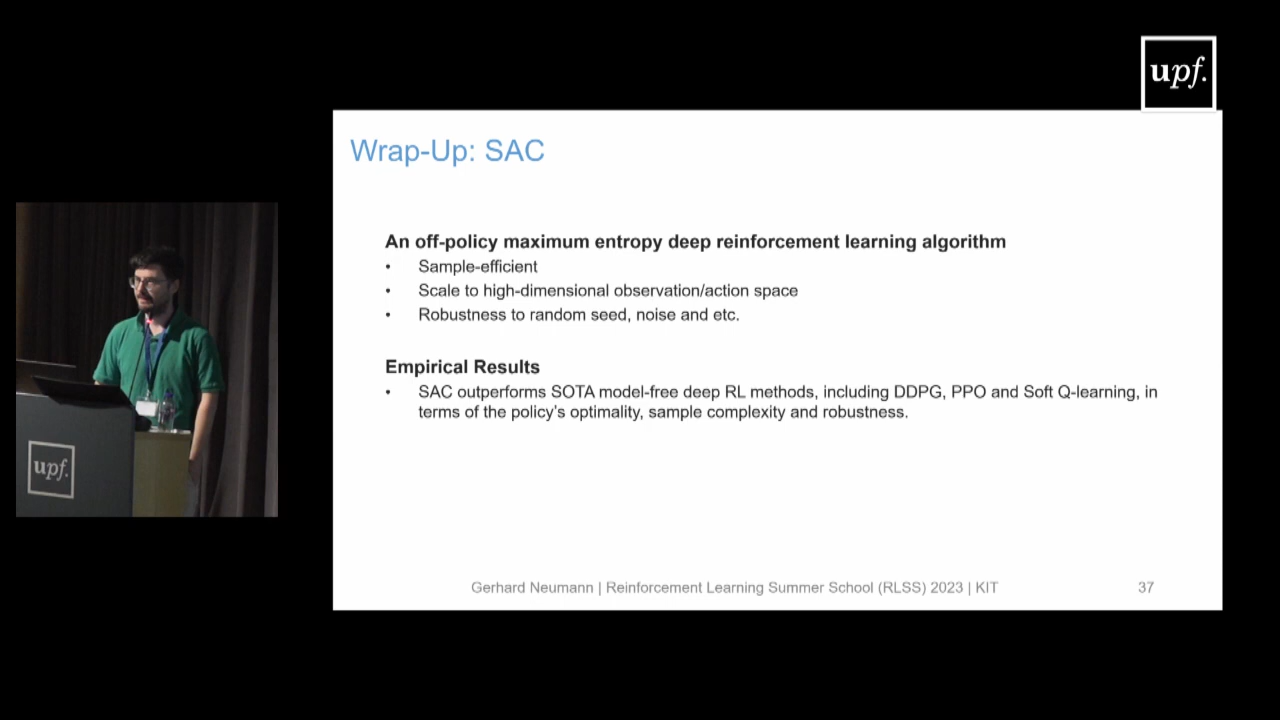 upf.
Wrap-Up: SAC
An off-policy maximum entropy deep reinforcement learning algorithm
• Sample-efficient
• Scale to high-dimensional observation/action space
• Robustness to random seed, noise and etc.
Empirical Results
• SAC outperforms SOTA model-free deep RL methods, including DDPG, PPO and Soft Q-learning, in
terms of the policy's optimality, sample complexity and robustness.
Gerhard Neumann | Reinforcement Learning Summer School (RLSS) 2023 | KIT
37
upf.